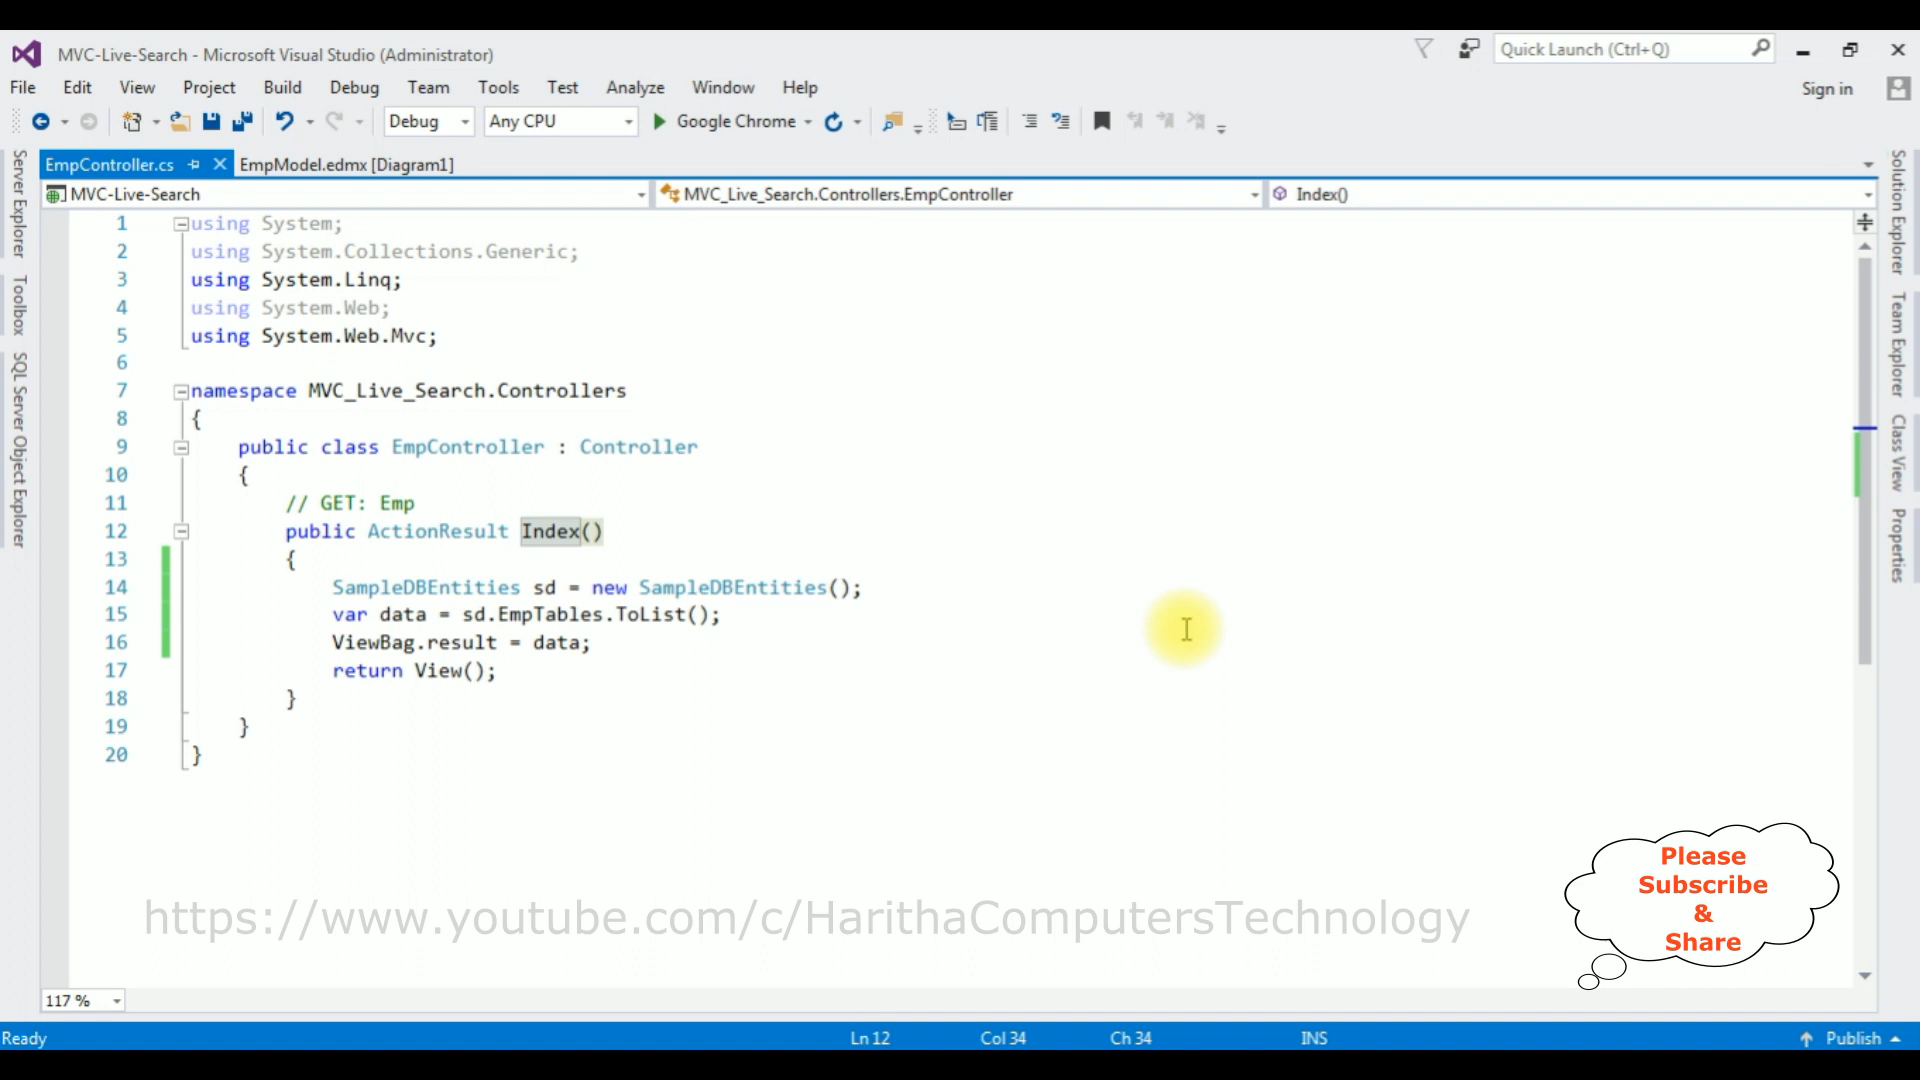 MVC-Live-Search - Microsoft Visual Studio (Administrator)
Quick Launch (Ctrl+Q)
File Edit View Project Build Debug Team Tools Test Analyze Window Help
Sign in
Debug Any CPU Google Chrome
EmpController.cs EmpModel.edmx [Diagram1]
MVC-Live-Search MVC_Live_Search.Controllers.EmpController Index()
Server Explorer
Toolbox
SQL Server Object Explorer
Solution Explorer
Team Explorer
Class View
Properties
1 using System;
2 using System.Collections.Generic;
3 using System.Linq;
4 using System.Web;
5 using System.Web.Mvc;
6
7 namespace MVC_Live_Search.Controllers
8 {
9 public class EmpController : Controller
10 {
11 // GET: Emp
12 public ActionResult Index()
13 {
14 SampleDBEntities sd = new SampleDBEntities();
15 var data = sd.EmpTables.ToList();
16 ViewBag.result = data;
17 return View();
18 }
19 }
20 }
https://www.youtube.com/c/HarithaComputersTechnology
Please
Subscribe
&
Share
117 %
Ready Ln 12 Col 34 Ch 34 INS Publish